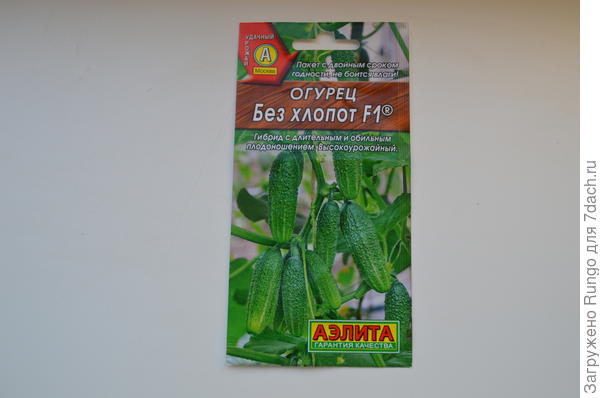 УДАЧНЫЙ
УРОЖАЙ
А
Москва
Пакет с двойным сроком
годности, не боится влаги!
ОГУРЕЦ
Без хлопот F1®
Гибрид с длительным и обильным
плодоношением. Высокоурожайный.
АЭЛИТА
ГАРАНТИЯ КАЧЕСТВА
Загружено Rungo для 7dach.ru